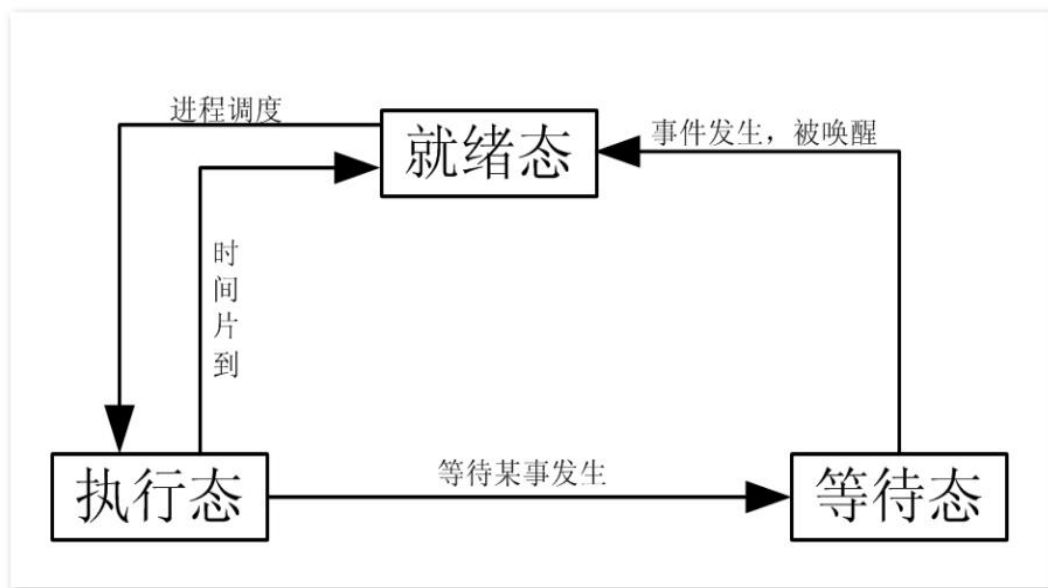 进程调度
就绪态
事件发生，被唤醒
时间片到
执行态
等待某事发生
等待态